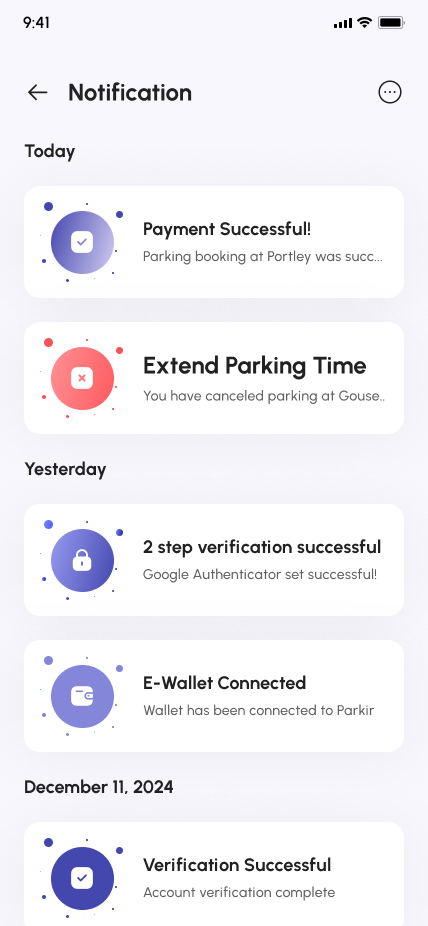 9:41
Notification
Today
Payment Successful!
Parking booking at Portley was succ...
Extend Parking Time
You have canceled parking at Gouse..
Yesterday
2 step verification successful
Google Authenticator set successful!
E-Wallet Connected
Wallet has been connected to Parkir
December 11, 2024
Verification Successful
Account verification complete